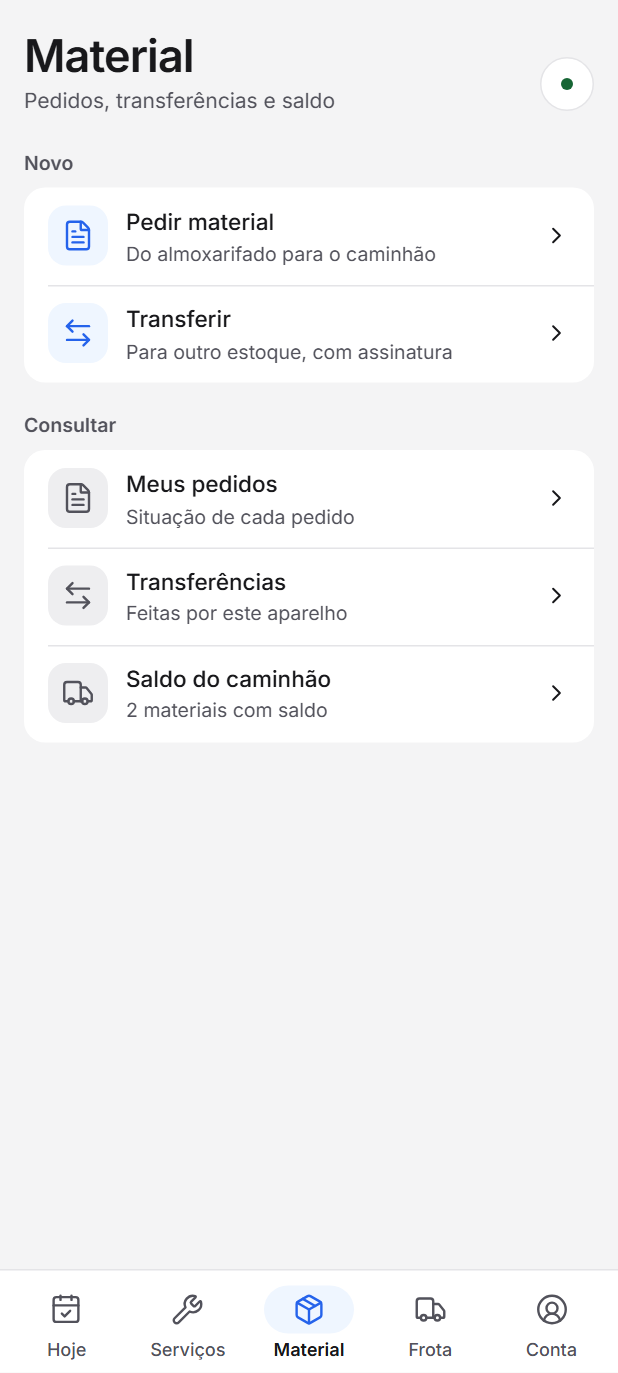 Material
Pedidos, transferências e saldo
Novo
Pedir material
Do almoxarifado para o caminhão
Transferir
Para outro estoque, com assinatura
Consultar
Meus pedidos
Situação de cada pedido
Transferências
Feitas por este aparelho
Saldo do caminhão
2 materiais com saldo
Hoje
Serviços
Material
Frota
Conta